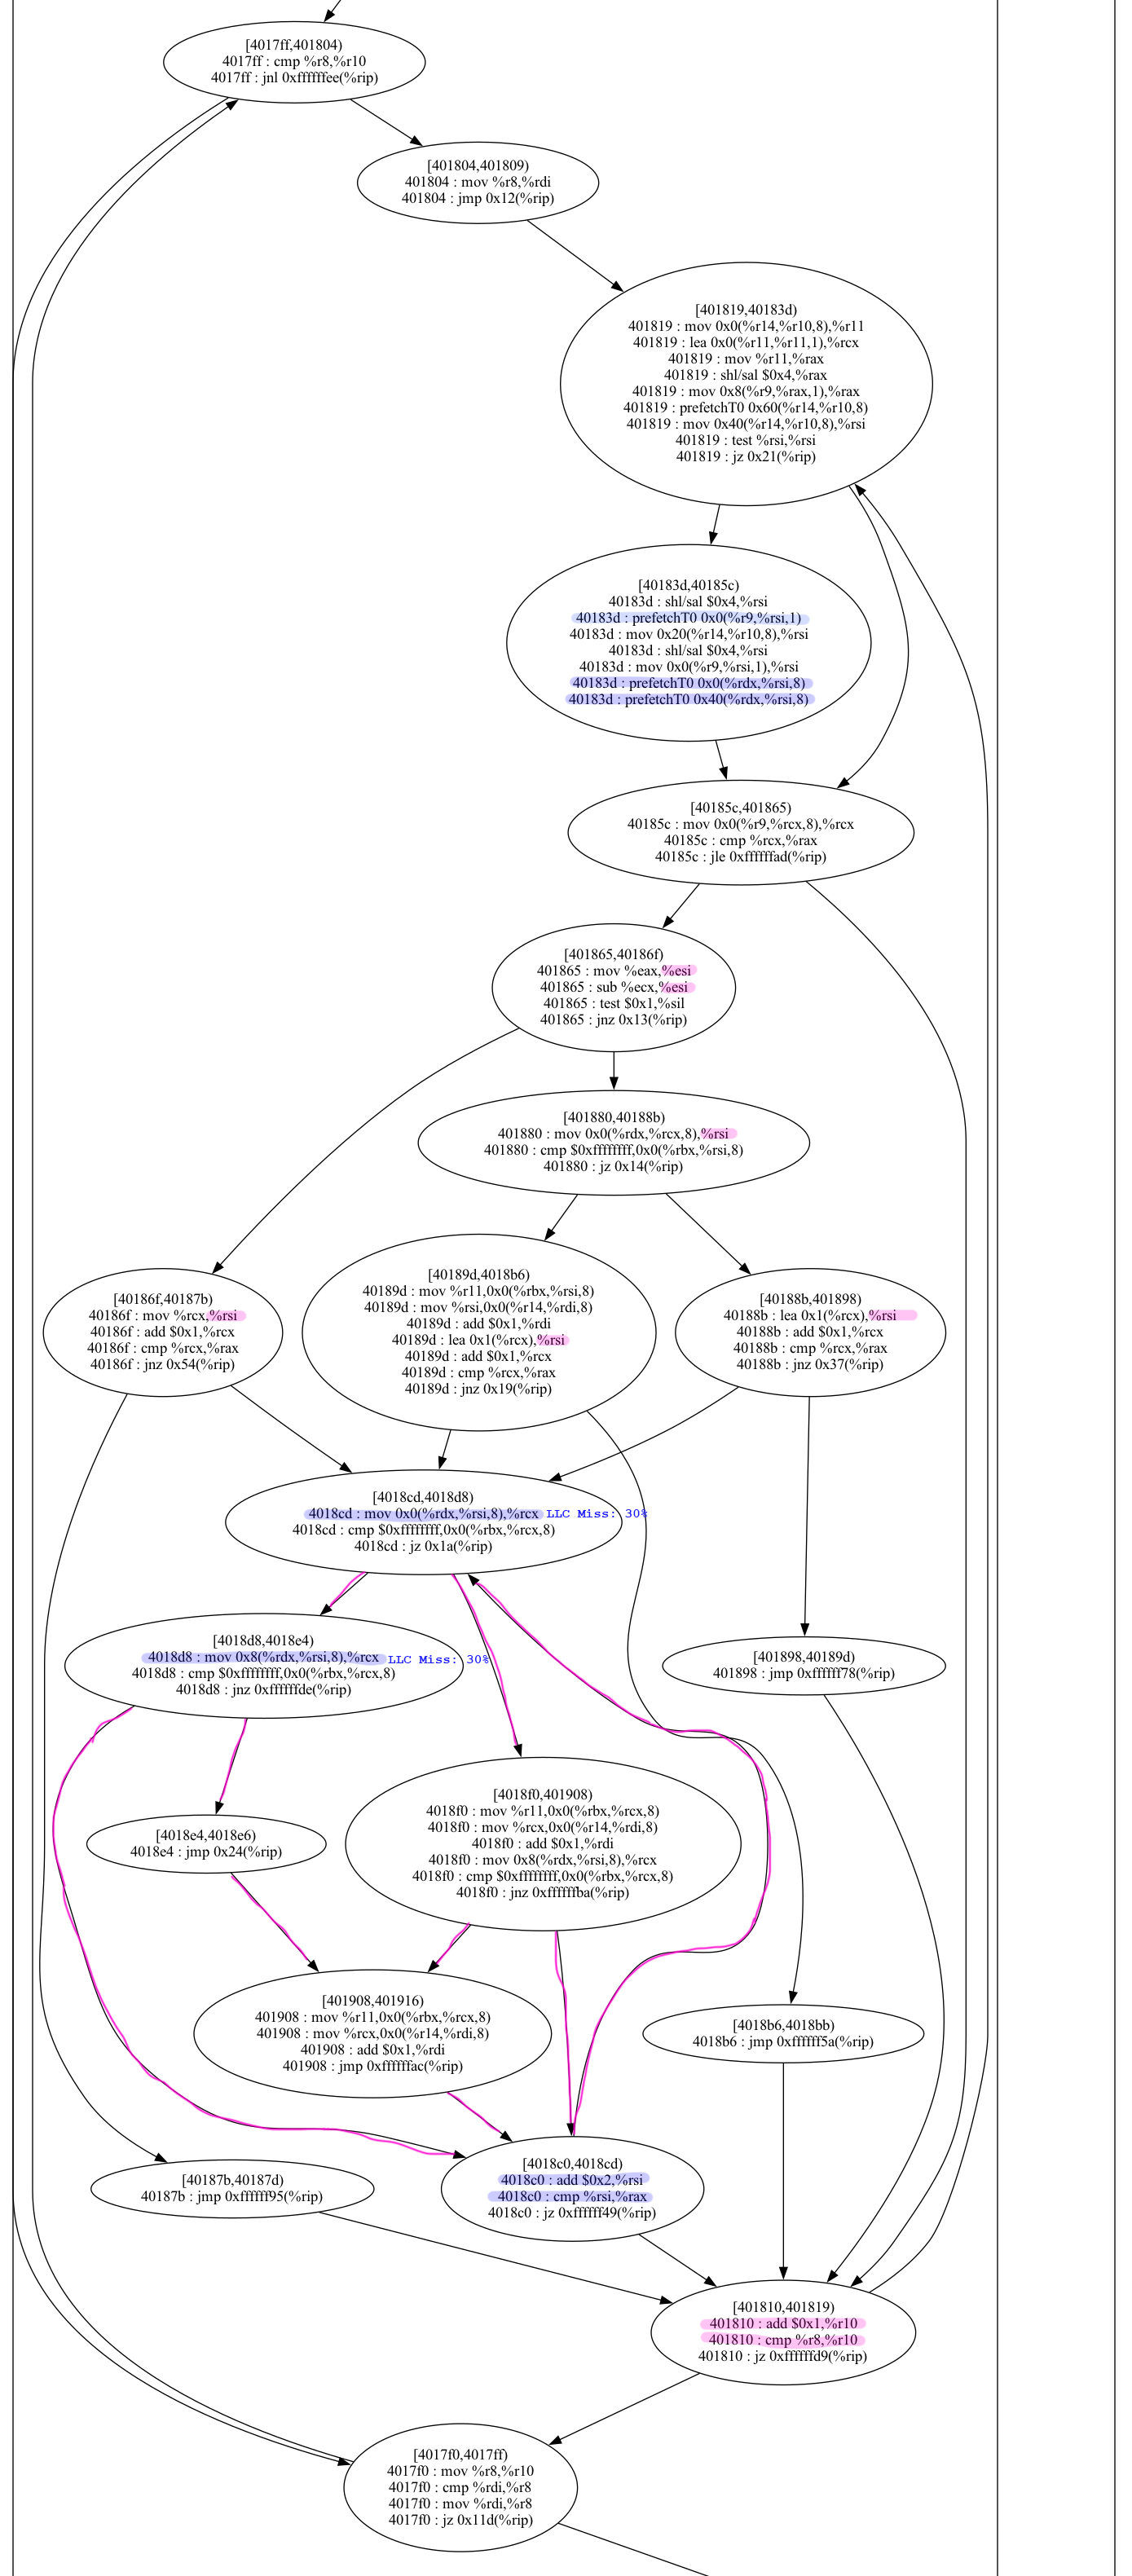 [4017ff,401804)
4017ff : cmp %r8,%r10
4017ff : jnl 0xffffffee(%rip)
[401804,401809)
401804 : mov %r8,%rdi
401804 : jmp 0x12(%rip)
[401819,40183d)
401819 : mov 0x0(%r14,%r10,8),%r11
401819 : lea 0x0(%r11,%r11,1),%rcx
401819 : mov %r11,%rax
401819 : shl/sal $0x4,%rax
401819 : mov 0x8(%r9,%rax,1),%rax
401819 : prefetchT0 0x60(%r14,%r10,8)
401819 : mov 0x40(%r14,%r10,8),%rsi
401819 : test %rsi,%rsi
401819 : jz 0x21(%rip)
[40183d,40185c)
40183d : shl/sal $0x4,%rsi
40183d : prefetchT0 0x0(%r9,%rsi,1)
40183d : mov 0x20(%r14,%r10,8),%rsi
40183d : shl/sal $0x4,%rsi
40183d : mov 0x0(%r9,%rsi,1),%rsi
40183d : prefetchT0 0x0(%rdx,%rsi,8)
40183d : prefetchT0 0x40(%rdx,%rsi,8)
[40185c,401865)
40185c : mov 0x0(%r9,%rcx,8),%rcx
40185c : cmp %rcx,%rax
40185c : jle 0xffffffad(%rip)
[401865,40186f)
401865 : mov %eax,%esi
401865 : sub %ecx,%esi
401865 : test $0x1,%sil
401865 : jnz 0x13(%rip)
[401880,40188b)
401880 : mov 0x0(%rdx,%rcx,8),%rsi
401880 : cmp $0xffffffff,0x0(%rbx,%rsi,8)
401880 : jz 0x14(%rip)
[40186f,40187b)
40186f : mov %rcx,%rsi
40186f : add $0x1,%rcx
40186f : cmp %rcx,%rax
40186f : jnz 0x54(%rip)
[40189d,4018b6)
40189d : mov %r11,0x0(%rbx,%rsi,8)
40189d : mov %rsi,0x0(%r14,%rdi,8)
40189d : add $0x1,%rdi
40189d : lea 0x1(%rcx),%rsi
40189d : add $0x1,%rcx
40189d : cmp %rcx,%rax
40189d : jnz 0x19(%rip)
[40188b,401898)
40188b : lea 0x1(%rcx),%rsi
40188b : add $0x1,%rcx
40188b : cmp %rcx,%rax
40188b : jnz 0x37(%rip)
[4018cd,4018d8)
4018cd : mov 0x0(%rdx,%rsi,8),%rcx LLC Miss: 30%
4018cd : cmp $0xffffffff,0x0(%rbx,%rcx,8)
4018cd : jz 0x1a(%rip)
[4018d8,4018e4)
4018d8 : mov 0x8(%rdx,%rsi,8),%rcx LLC Miss: 30%
4018d8 : cmp $0xffffffff,0x0(%rbx,%rcx,8)
4018d8 : jnz 0xffffffde(%rip)
[401898,40189d)
401898 : jmp 0xffffff78(%rip)
[4018e4,4018e6)
4018e4 : jmp 0x24(%rip)
[4018f0,401908)
4018f0 : mov %r11,0x0(%rbx,%rcx,8)
4018f0 : mov %rcx,0x0(%r14,%rdi,8)
4018f0 : add $0x1,%rdi
4018f0 : mov 0x8(%rdx,%rsi,8),%rcx
4018f0 : cmp $0xffffffff,0x0(%rbx,%rcx,8)
4018f0 : jnz 0xffffffba(%rip)
[401908,401916)
401908 : mov %r11,0x0(%rbx,%rcx,8)
401908 : mov %rcx,0x0(%r14,%rdi,8)
401908 : add $0x1,%rdi
401908 : jmp 0xffffffac(%rip)
[4018b6,4018bb)
4018b6 : jmp 0xffffff5a(%rip)
[40187b,40187d)
40187b : jmp 0xffffff95(%rip)
[4018c0,4018cd)
4018c0 : add $0x2,%rsi
4018c0 : cmp %rsi,%rax
4018c0 : jz 0xffffff49(%rip)
[401810,401819)
401810 : add $0x1,%r10
401810 : cmp %r8,%r10
401810 : jz 0xffffffd9(%rip)
[4017f0,4017ff)
4017f0 : mov %r8,%r10
4017f0 : cmp %rdi,%r8
4017f0 : mov %rdi,%r8
4017f0 : jz 0x11d(%rip)